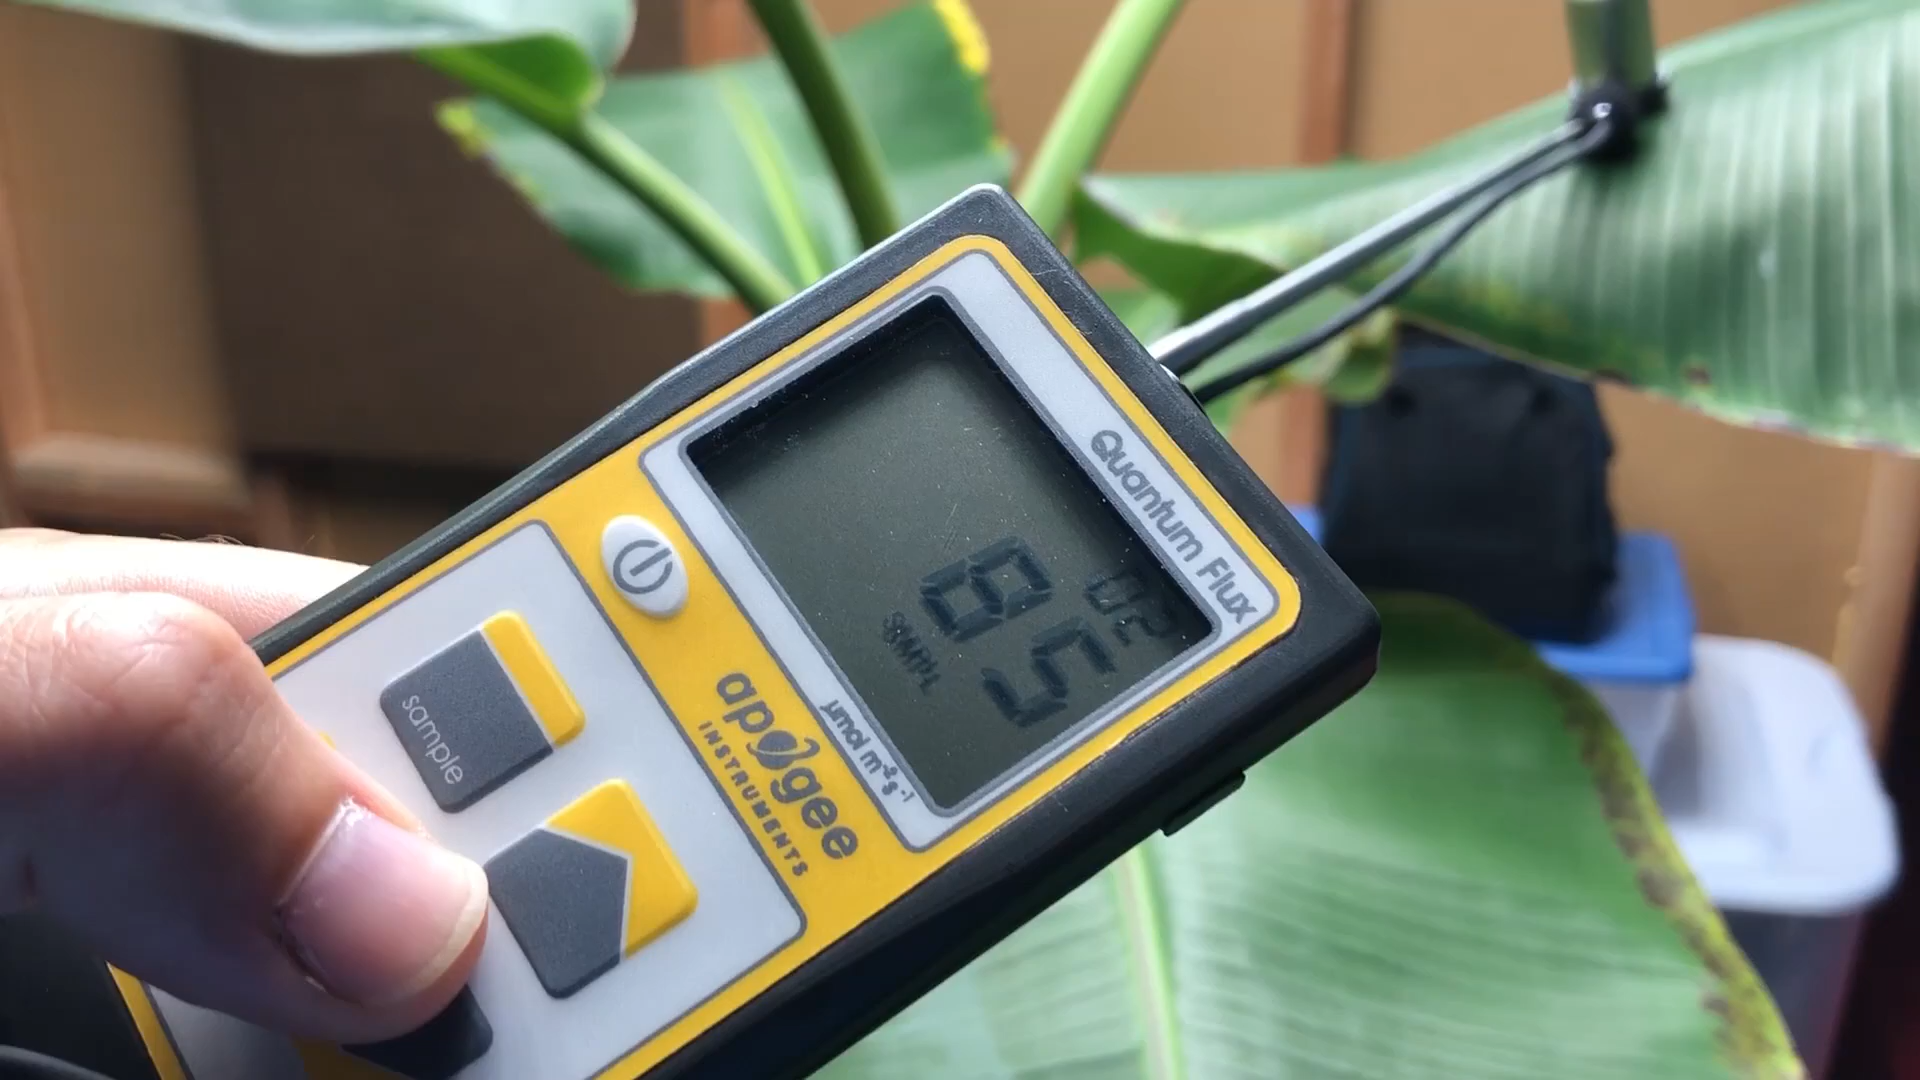 Quantum Flux
02
85
SMPL
µmol m⁻² s⁻¹
apogee
INSTRUMENTS
sample